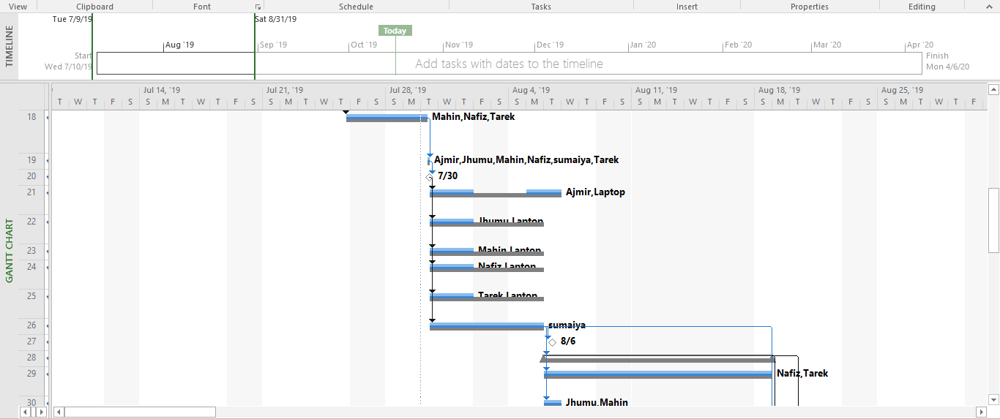 View Clipboard Font Schedule Tasks Insert Properties Editing
Tue 7/9/19 Sat 8/31/19
Today
Aug '19 Sep '19 Oct '19 Nov '19 Dec '19 Jan '20 Feb '20 Mar '20 Apr '20
Start
Wed 7/10/19
Add tasks with dates to the timeline
Finish
Mon 4/6/20
TIMELINE
Jul 14, '19 Jul 21, '19 Jul 28, '19 Aug 4, '19 Aug 11, '19 Aug 18, '19 Aug 25, '19
T W T F S S M T W T F S S M T W T F S S M T W T F S S M T W T F S S M T W T F S S M T W T F S S M T W T F
GANTT CHART
18 Mahin,Nafiz,Tarek
19 Ajmir,Jhumu,Mahin,Nafiz,sumaiya,Tarek
20 7/30
21 Ajmir,Laptop
22 Jhumu,Laptop
23 Mahin,Laptop
24 Nafiz,Laptop
25 Tarek,Laptop
26 sumaiya
27 8/6
28
29 Nafiz,Tarek
30 Jhumu,Mahin